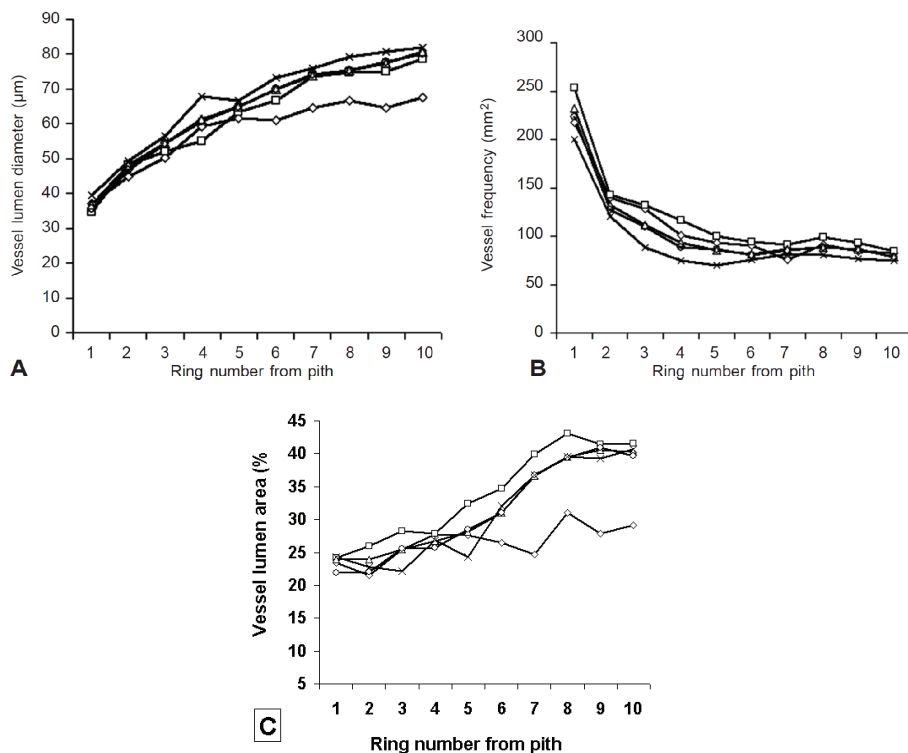 90
80
70
60
50
40
30
20
10
0
Vessel lumen diameter (µm)
1 2 3 4 5 6 7 8 9 10
Ring number from pith
A
300
250
200
150
100
50
0
Vessel frequency (mm²)
1 2 3 4 5 6 7 8 9 10
Ring number from pith
B
45
40
35
30
25
20
15
10
5
Vessel lumen area (%
1 2 3 4 5 6 7 8 9 10
Ring number from pith
C